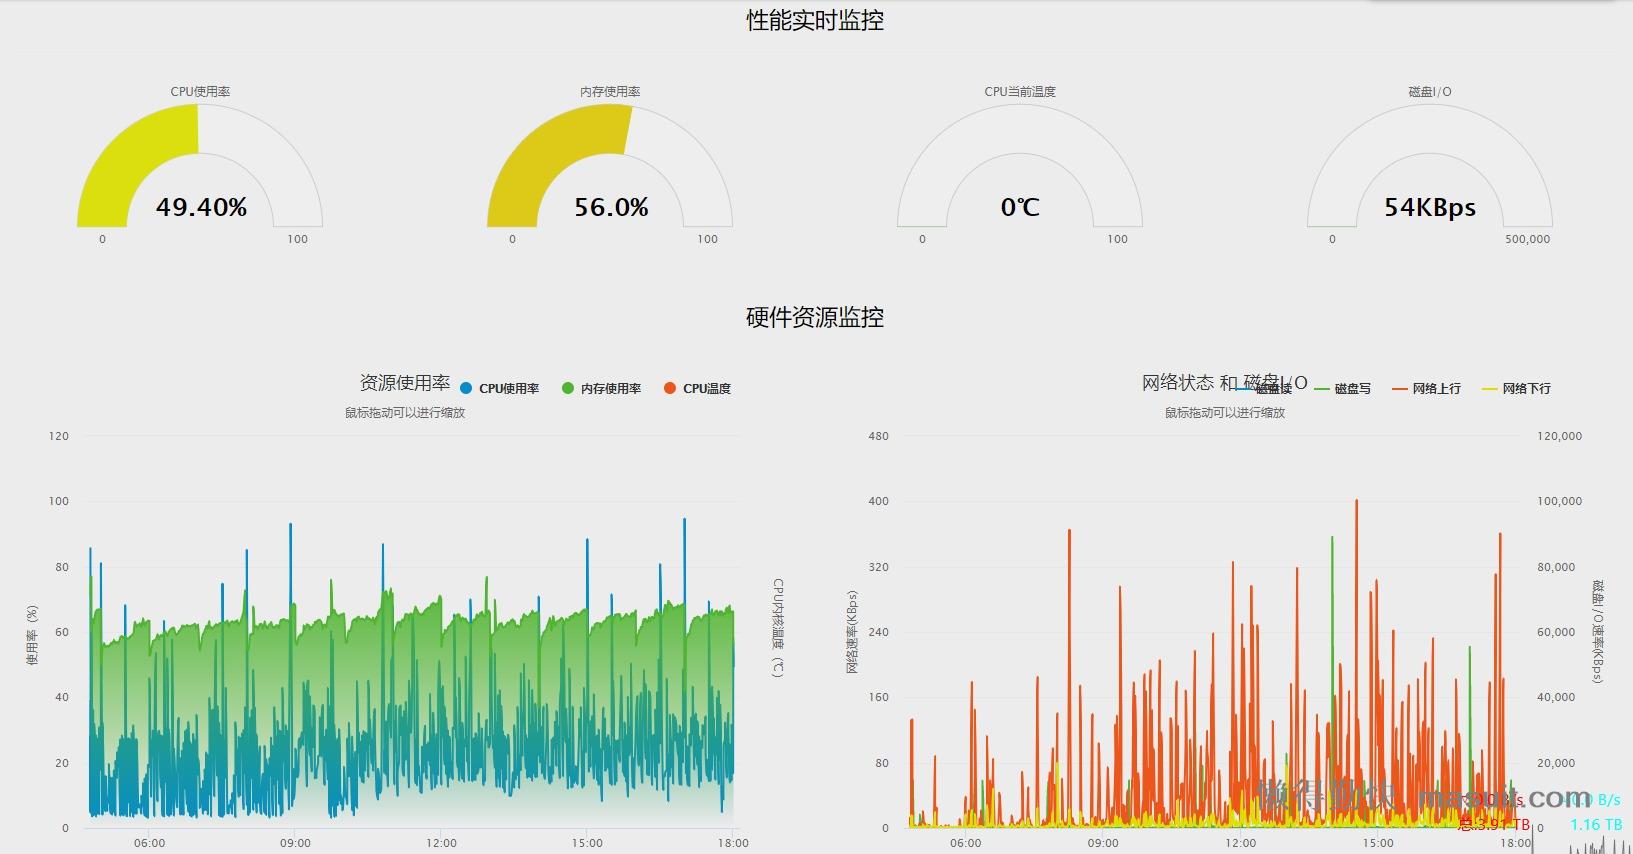 性能实时监控
CPU使用率
内存使用率
CPU当前温度
磁盘I/O
49.40%
56.0%
0℃
54KBps
0 100
0 100
0 100
0 500,000
硬件资源监控
资源使用率
CPU使用率 内存使用率 CPU温度
鼠标拖动可以进行缩放
120
100
80
60
40
20
0
使用率 (%)
CPU内核温度 (℃)
06:00 09:00 12:00 15:00 18:00
网络状态 和 磁盘I/O
磁盘读 磁盘写 网络上行 网络下行
鼠标拖动可以进行缩放
480
400
320
240
160
80
0
网络速率(KBps)
120,000
100,000
80,000
60,000
40,000
20,000
0
磁盘I/O速率(KBps)
06:00 09:00 12:00 15:00 18:00
懒得勤快 masuit.com
B/s
总:3.91 TB 1.16 TB